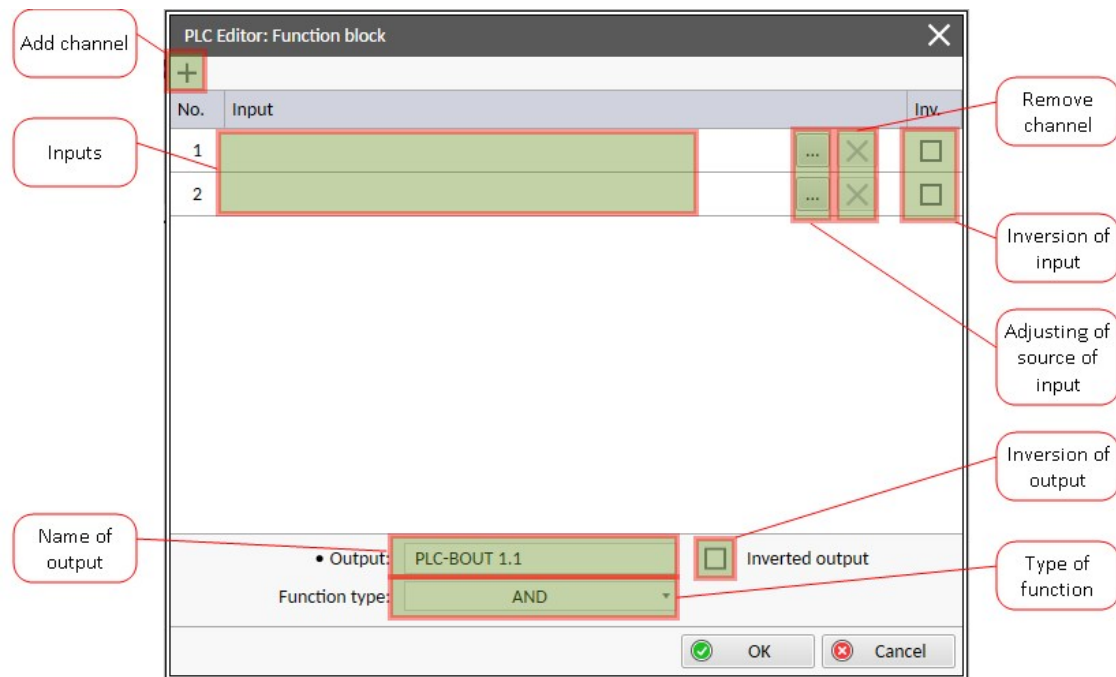 PLC Editor: Function block
Add channel
+
No. Input Inv.
Remove
channel
Inputs
1 ...
2 ...
Inversion of
input
Adjusting of
source of
input
Inversion of
output
Name of
output
• Output: PLC-BOUT 1.1 Inverted output
Type of
function
Function type: AND
OK Cancel